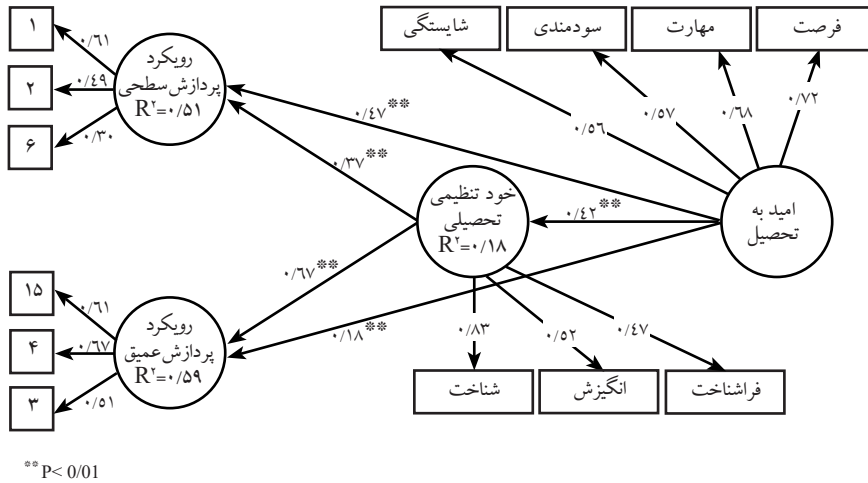 فرصت
مهارت
سودمندی
شایستگی
۰/۷۲
۰/۶۸
۰/۵۷
۰/۵۶
امید به
تحصیل
۰/۴۷**
۰/۳۷**
۰/۴۲**
خود تنظیمی
تحصیلی
R۲=۰/۱۸
۰/۶۷**
۰/۱۸**
۰/۴۷
۰/۵۲
۰/۸۳
فراشناخت
انگیزش
شناخت
رویکرد
پردازش سطحی
R۲=۰/۵۱
۰/۶۱
۰/۴۹
۰/۳۰
۱
۲
۶
رویکرد
پردازش عمیق
R۲=۰/۵۹
۰/۶۱
۰/۶۷
۰/۵۱
۱۵
۴
۳
**P< 0/01